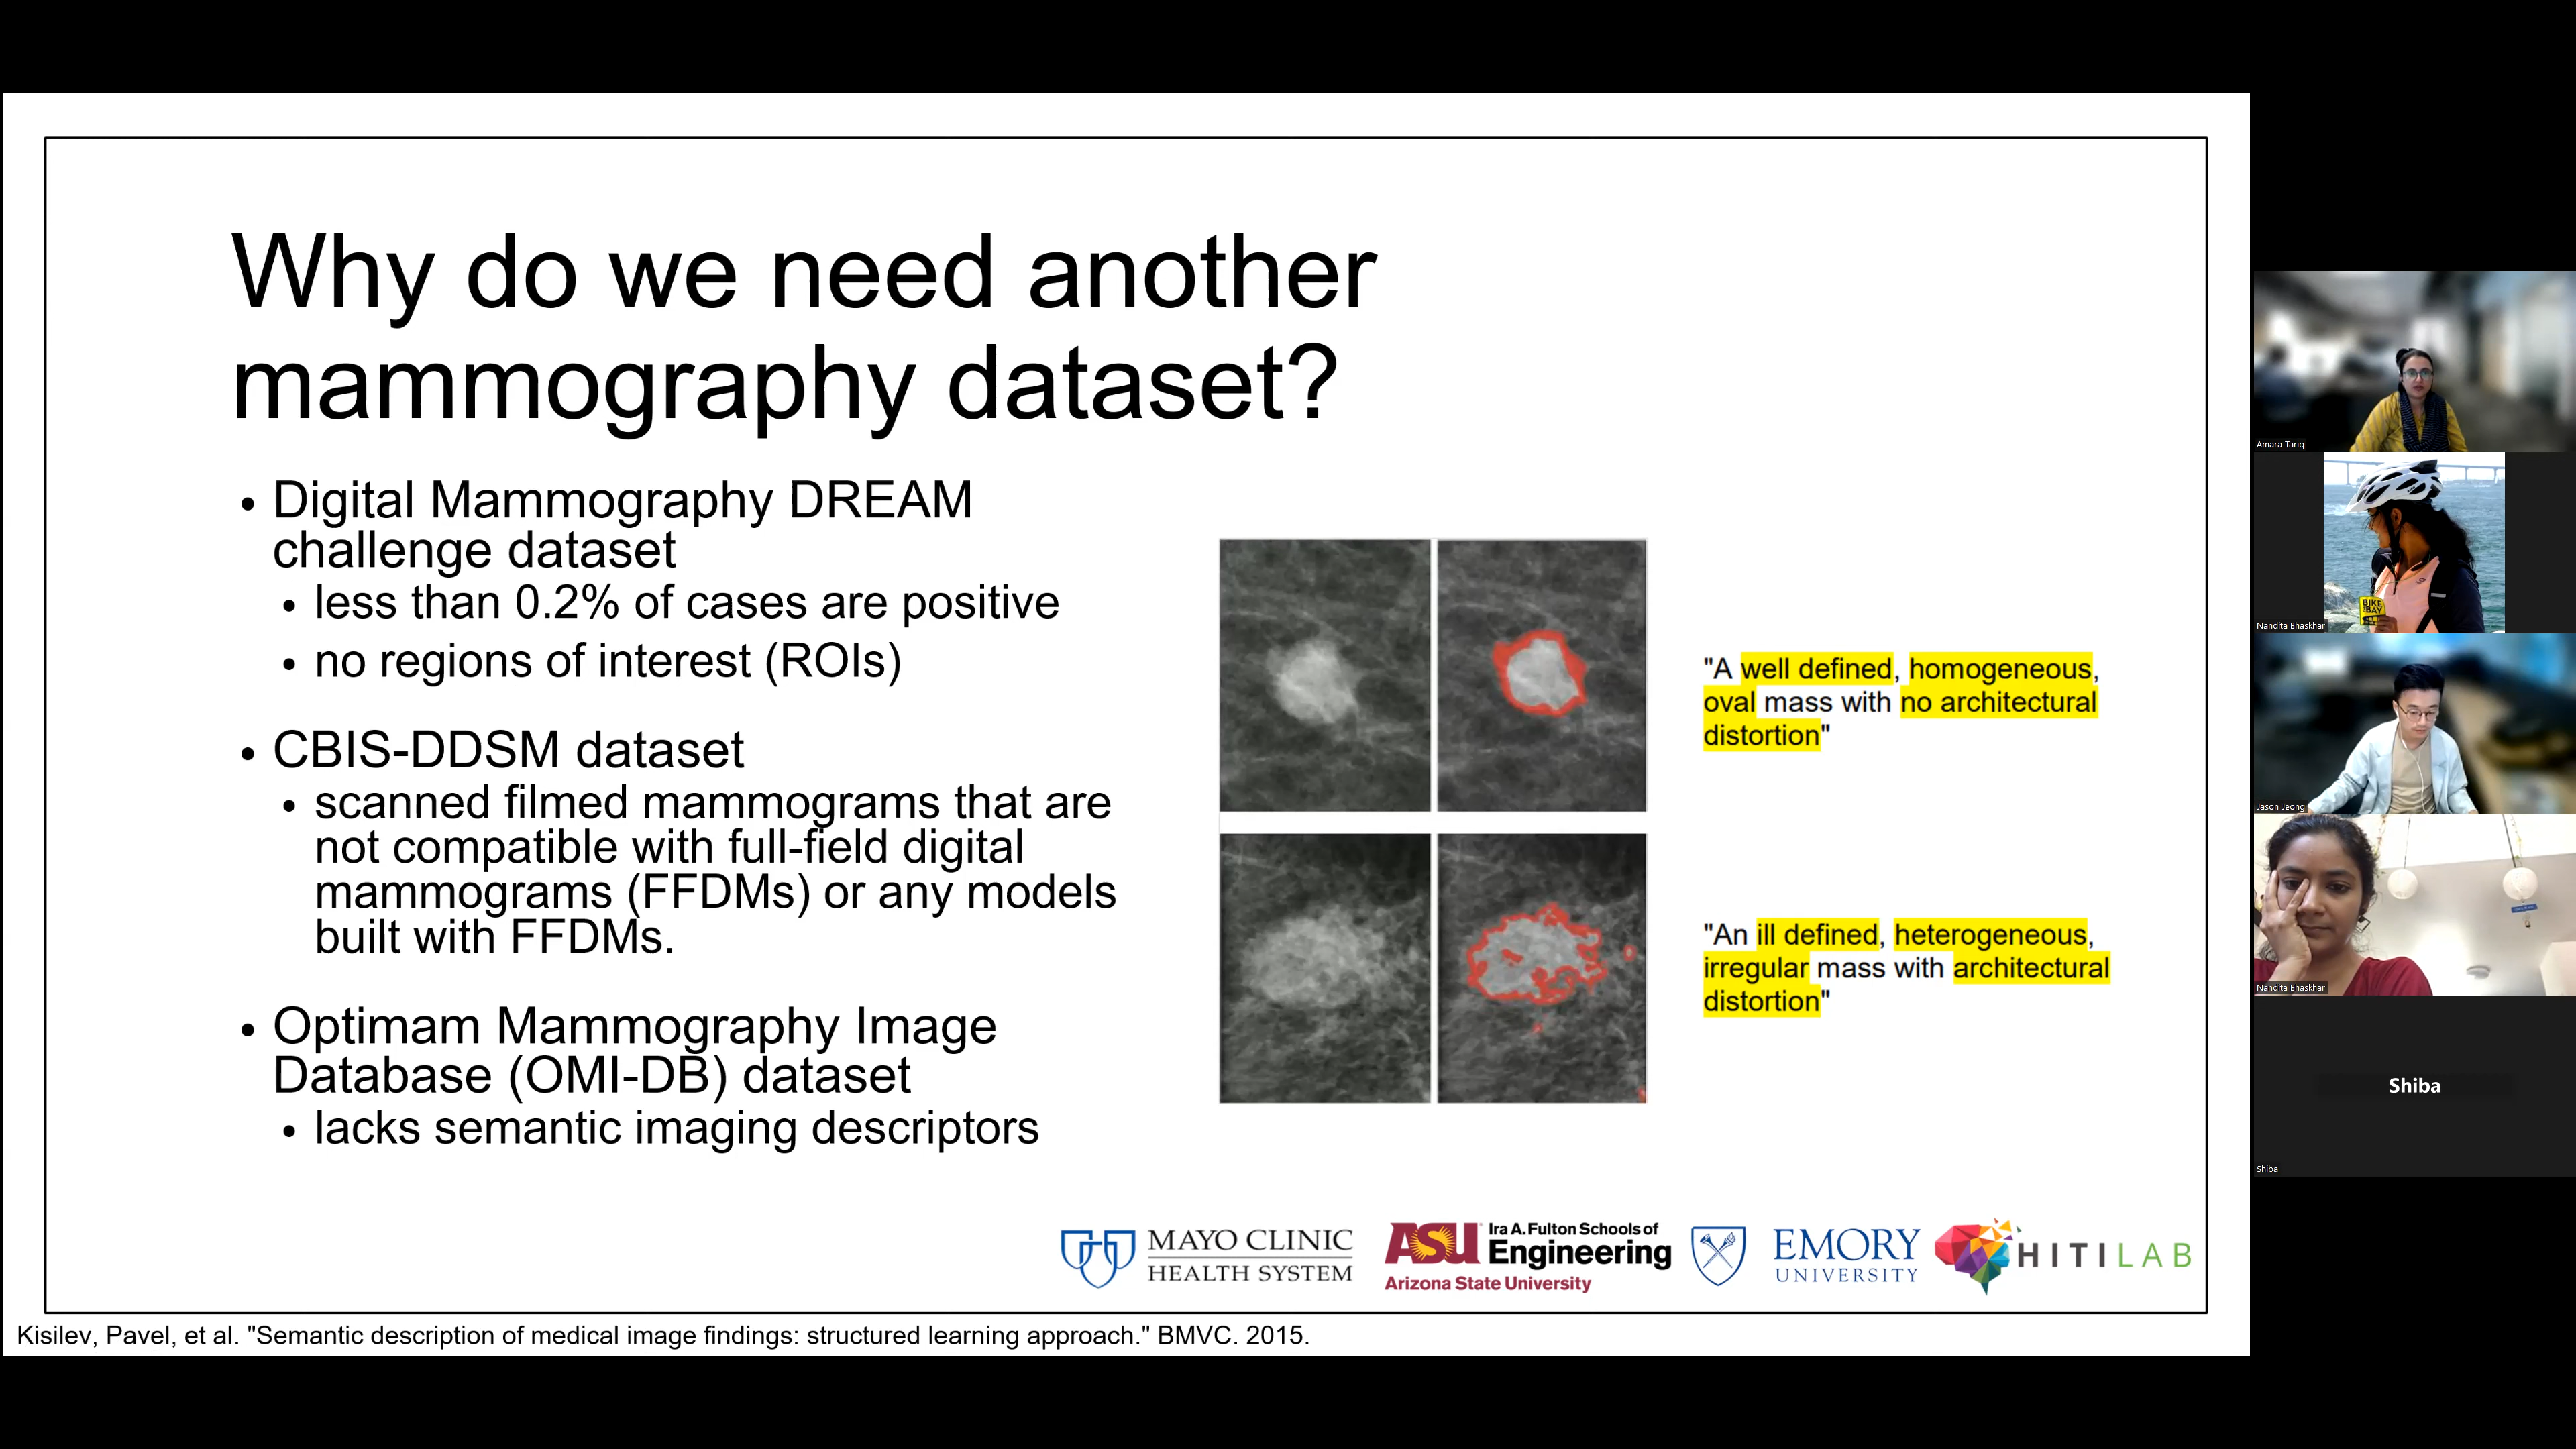 Why do we need another
mammography dataset?
• Digital Mammography DREAM
challenge dataset
• less than 0.2% of cases are positive
• no regions of interest (ROIs)
• CBIS-DDSM dataset
• scanned filmed mammograms that are
not compatible with full-field digital
mammograms (FFDMs) or any models
built with FFDMs.
• Optimam Mammography Image
Database (OMI-DB) dataset
• lacks semantic imaging descriptors
"A well defined, homogeneous,
oval mass with no architectural
distortion"
"An ill defined, heterogeneous,
irregular mass with architectural
distortion"
MAYO CLINIC
HEALTH SYSTEM
ASU Ira A. Fulton Schools of
Engineering
Arizona State University
EMORY
UNIVERSITY
HITILAB
Kisilev, Pavel, et al. "Semantic description of medical image findings: structured learning approach." BMVC. 2015.
Amara Tariq
BIKE
BAY
Nandita Bhaskhar
Jason Jeong
Nandita Bhaskhar
Shiba
Shiba